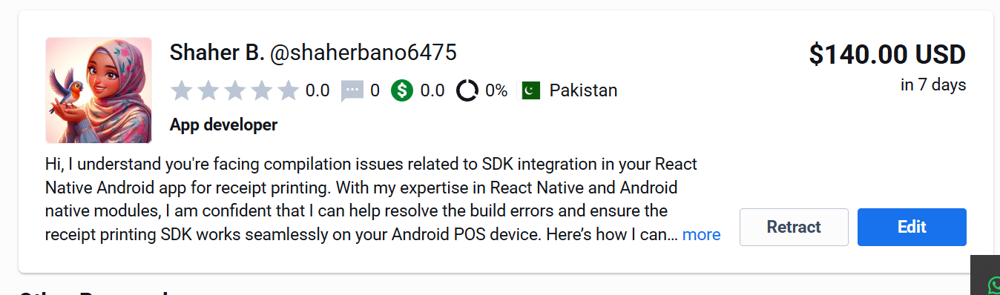 Shaher B. @shaherbano6475
$140.00 USD
0.0 0 $ 0.0 0% Pakistan
in 7 days
App developer
Hi, I understand you're facing compilation issues related to SDK integration in your React
Native Android app for receipt printing. With my expertise in React Native and Android
native modules, I am confident that I can help resolve the build errors and ensure the
receipt printing SDK works seamlessly on your Android POS device. Here’s how I can... more
Retract Edit